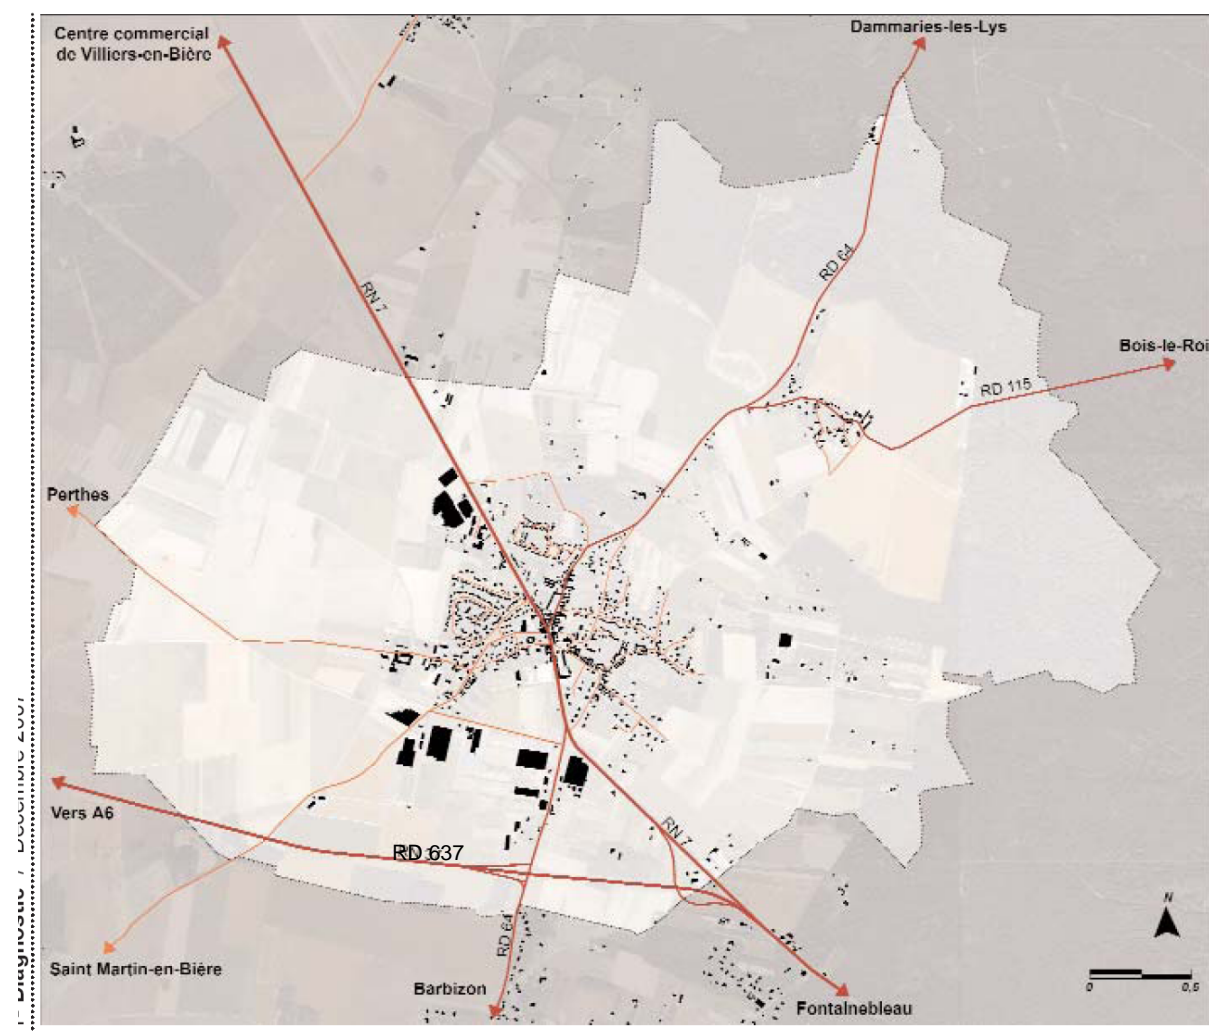 Centre commercial
de Villiers-en-Bière
Dammaries-les-Lys
RN 7
RD 64
Bois-le-Roi
RD 115
Perthes
Vers A6
RD 637
RN 7
RD 64
Saint Martin-en-Bière
Barbizon
Fontainebleau
N
0
0,5